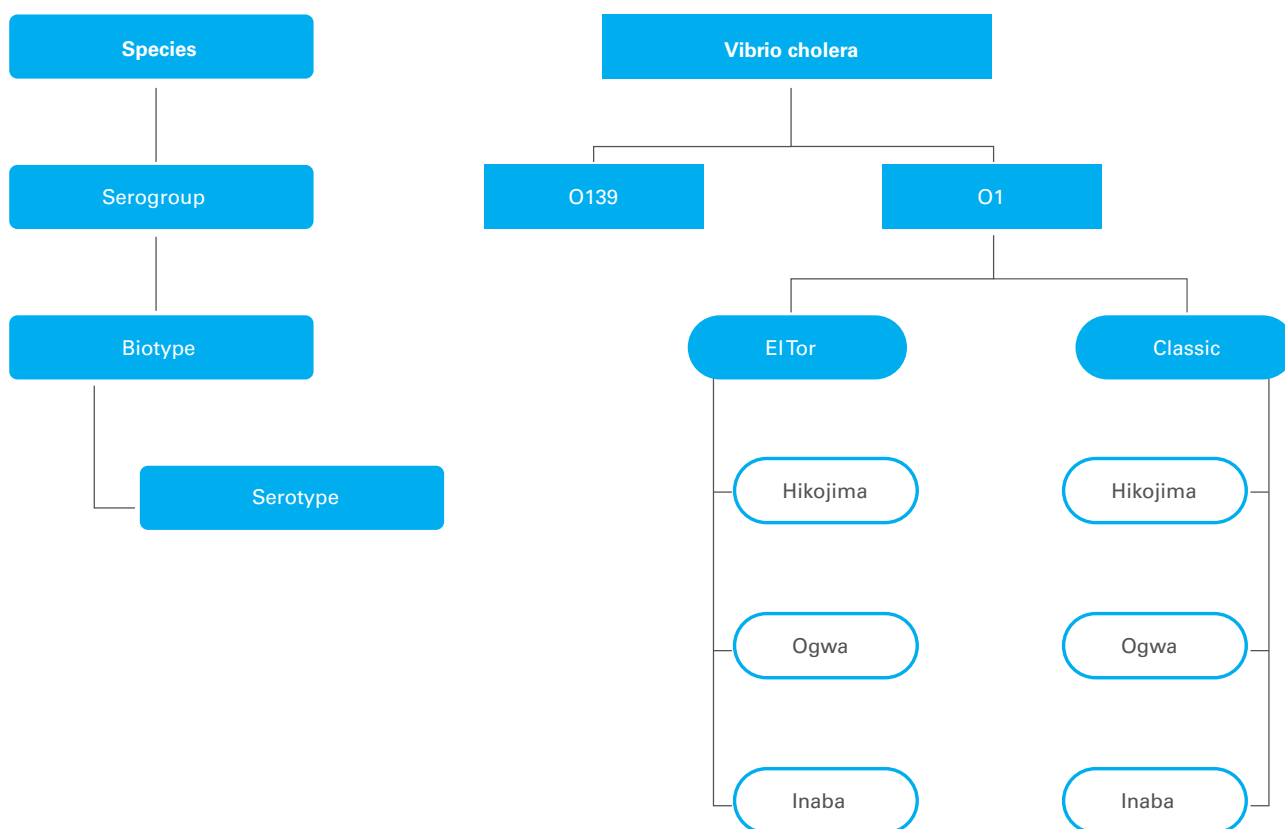 Species
Vibrio cholera
Serogroup
O139
O1
Biotype
El Tor
Classic
Serotype
Hikojima
Hikojima
Ogwa
Ogwa
Inaba
Inaba